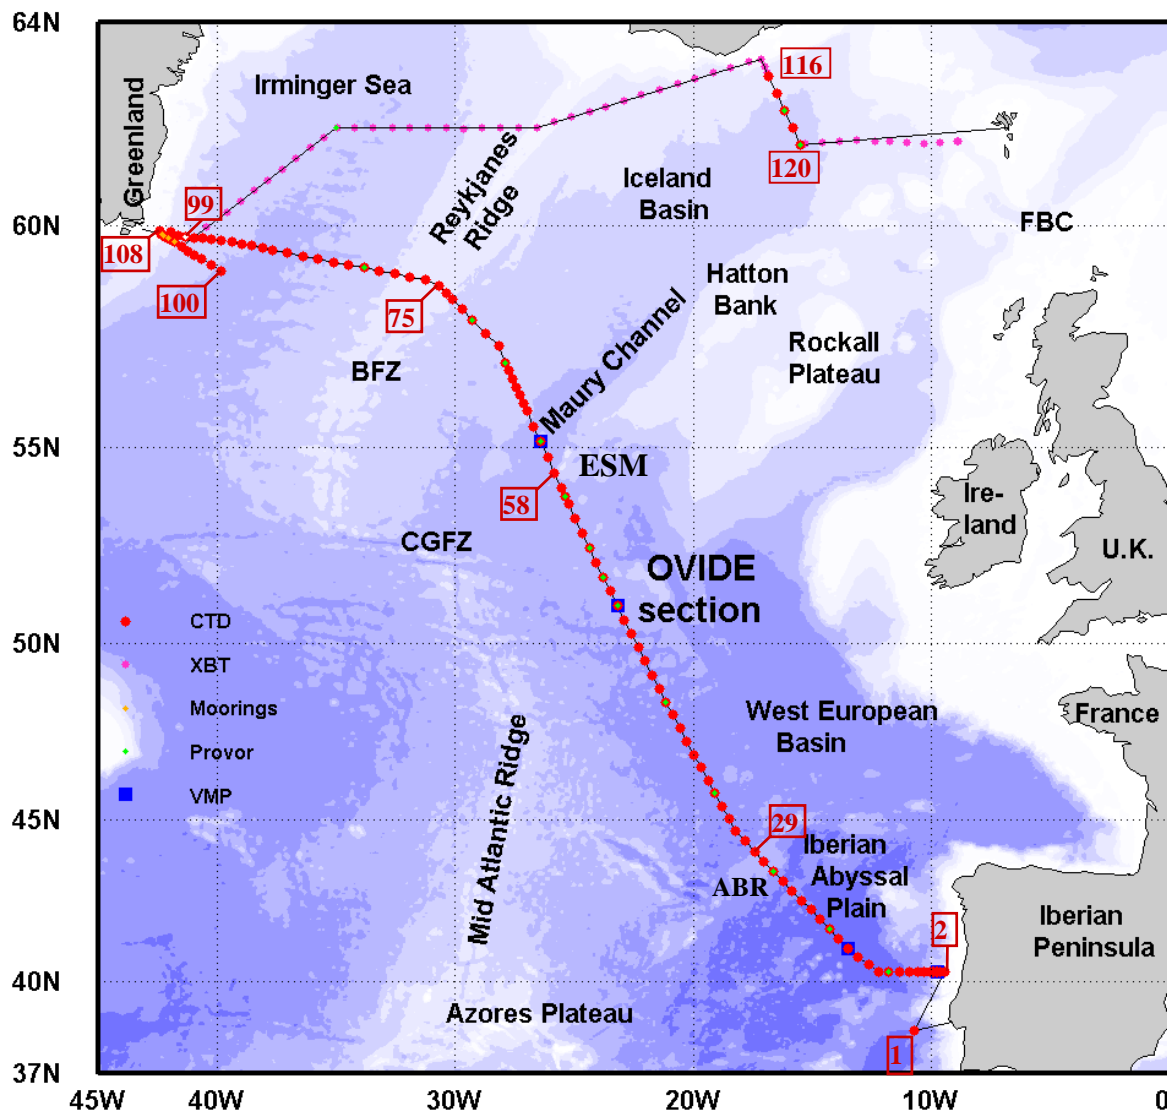 64N
Irminger Sea
Greenland
116
Reykjanes
Ridge
120
Iceland
Basin
99
60N
FBC
108
100
75
Hatton
Bank
Maury Channel
Rockall
Plateau
BFZ
55N
ESM
58
Ire-
land
CGFZ
U.K.
OVIDE
section
CTD
50N
XBT
Moorings
Provor
VMP
West European
Basin
France
Mid Atlantic Ridge
45N
29
Iberian
Abyssal
Plain
ABR
2
Iberian
Peninsula
40N
Azores Plateau
1
37N
45W
30W
20W
10W
0